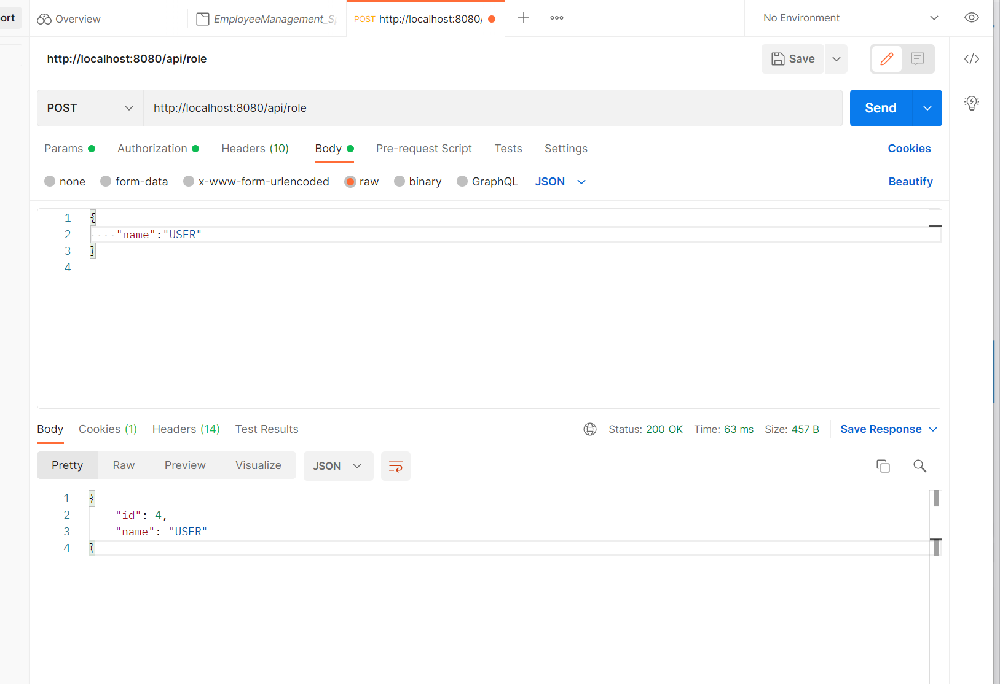 ort
Overview
EmployeeManagement_S
POST http://localhost:8080/
No Environment
http://localhost:8080/api/role
Save
POST
http://localhost:8080/api/role
Send
Params
Authorization
Headers (10)
Body
Pre-request Script
Tests
Settings
Cookies
none
form-data
x-www-form-urlencoded
raw
binary
GraphQL
JSON
Beautify
1 {
2 "name":"USER"
3 }
4
Body
Cookies (1)
Headers (14)
Test Results
Status: 200 OK
Time: 63 ms
Size: 457 B
Save Response
Pretty
Raw
Preview
Visualize
JSON
1 {
2 "id": 4,
3 "name": "USER"
4 }